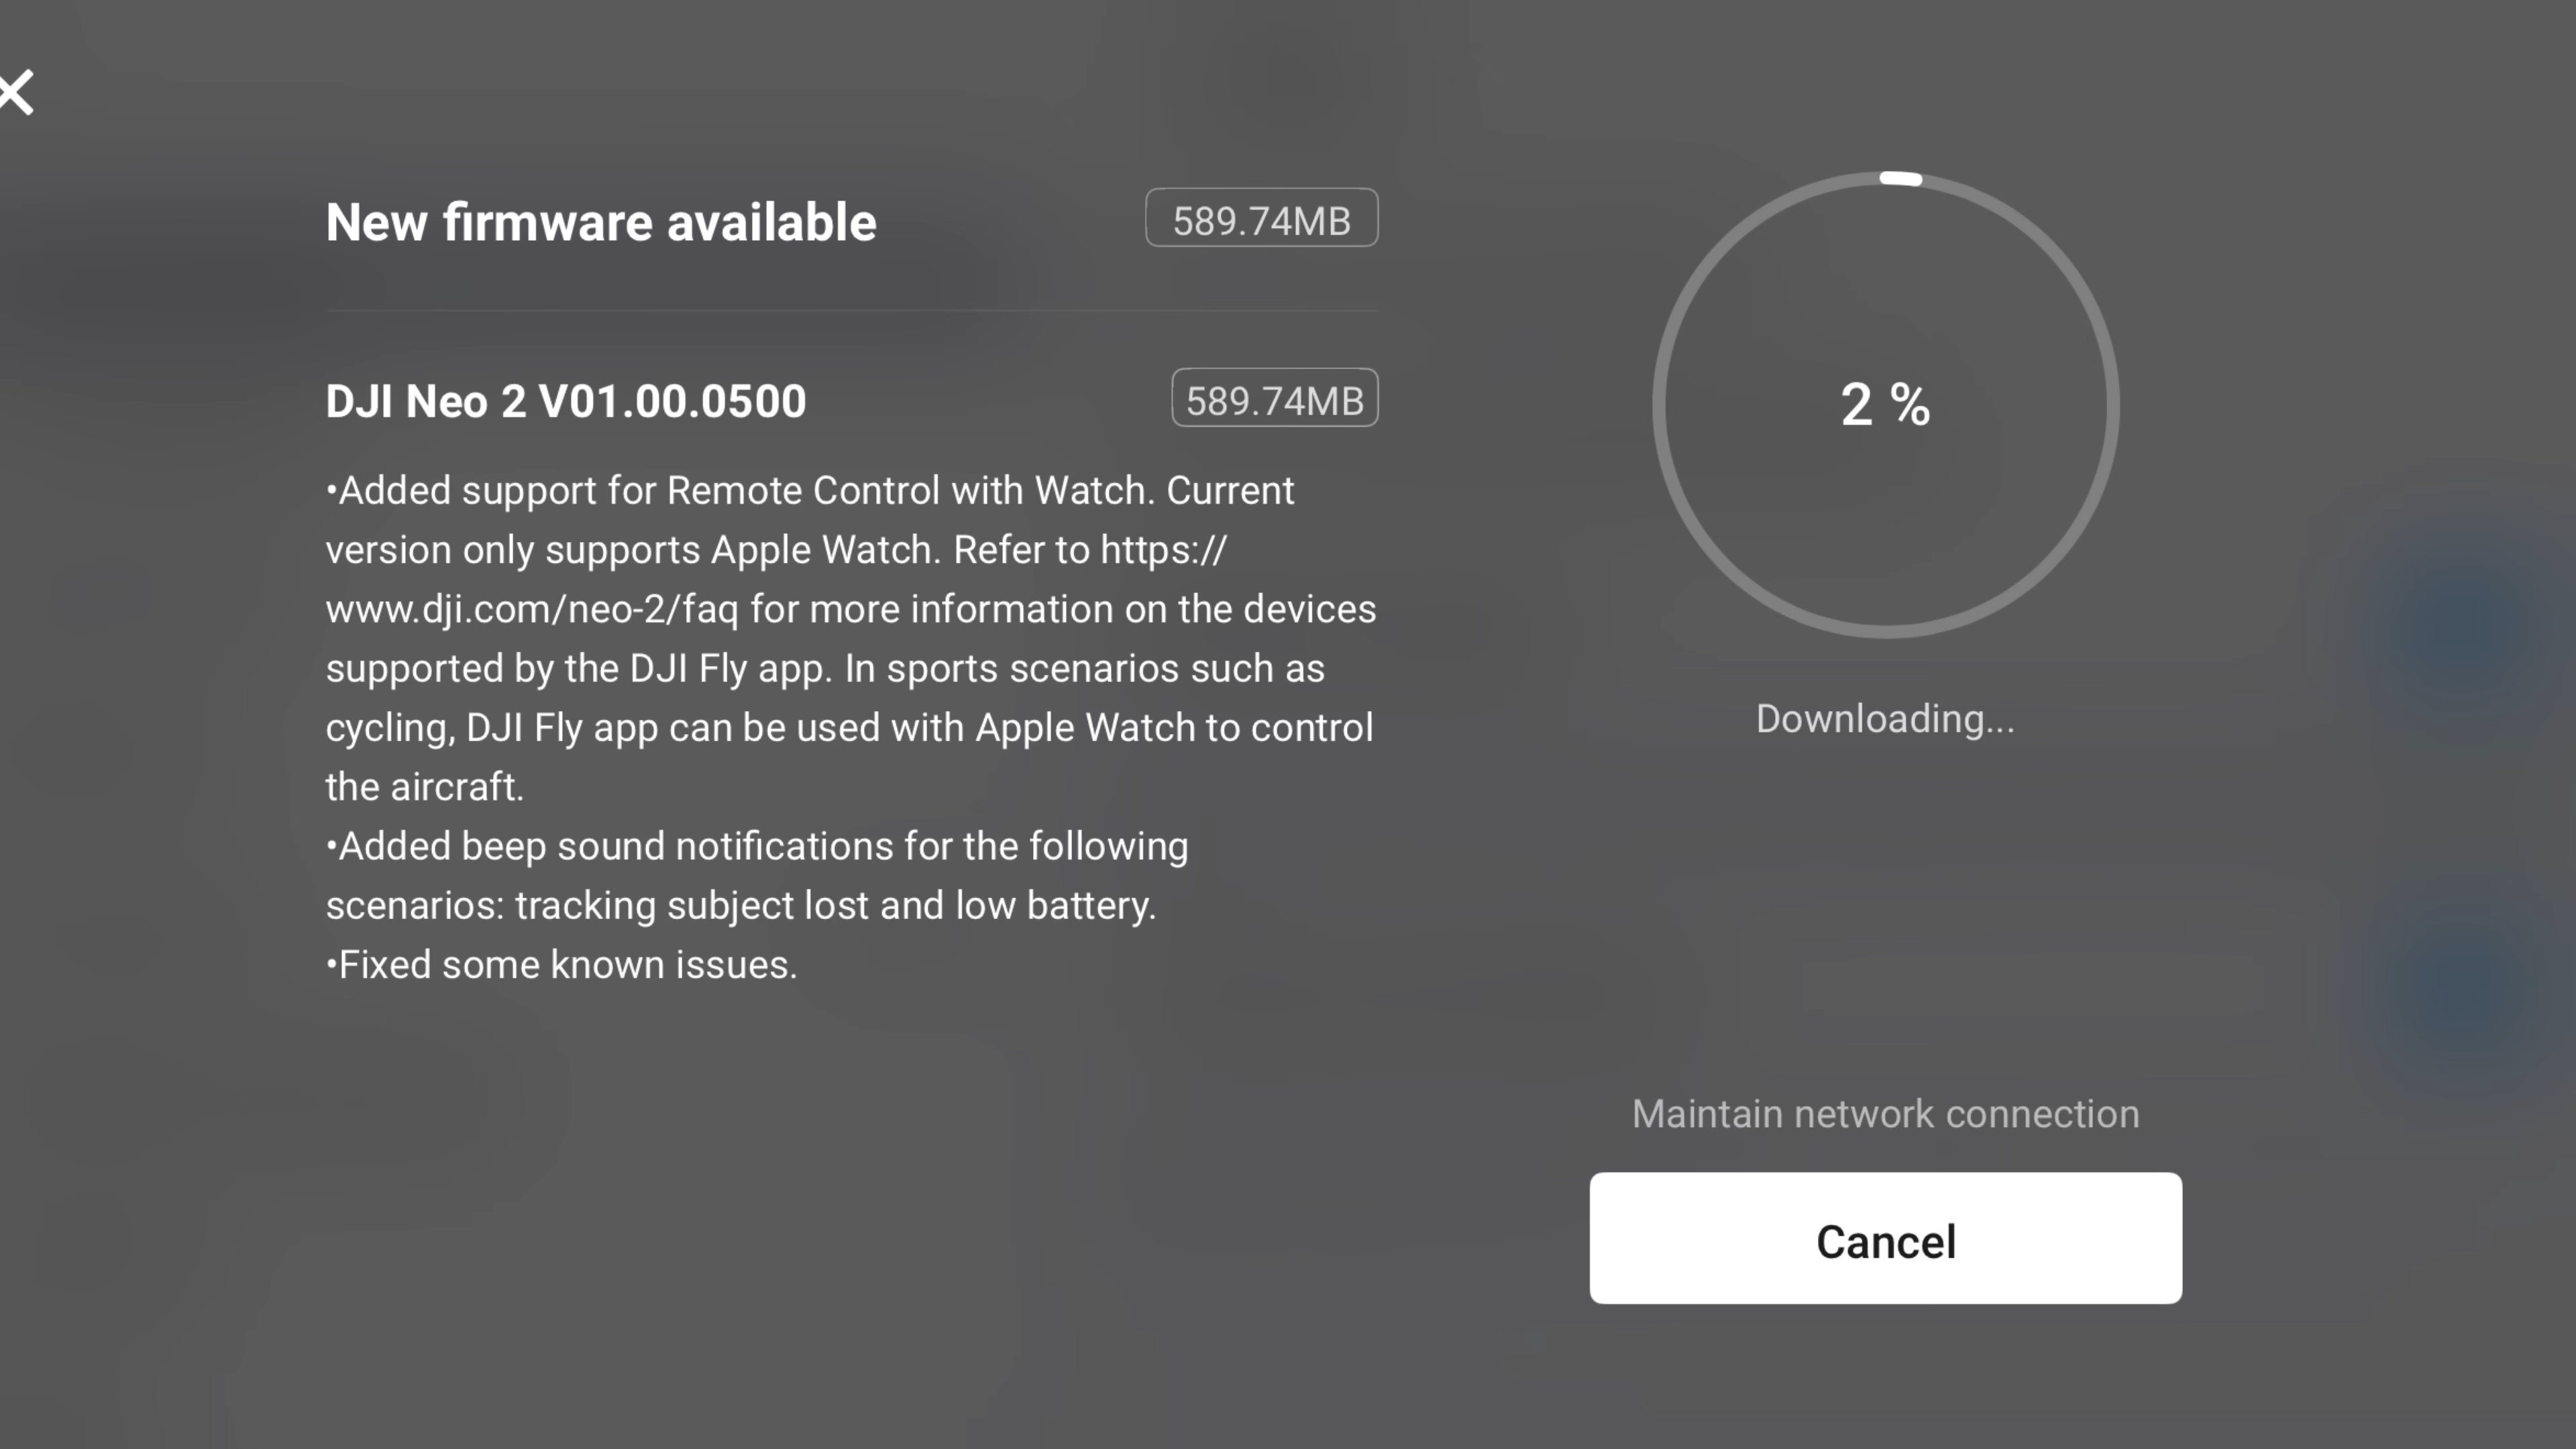 New firmware available
589.74MB
DJI Neo 2 V01.00.0500
589.74MB
•Added support for Remote Control with Watch. Current
version only supports Apple Watch. Refer to https://
www.dji.com/neo-2/faq for more information on the devices
supported by the DJI Fly app. In sports scenarios such as
cycling, DJI Fly app can be used with Apple Watch to control
the aircraft.
•Added beep sound notifications for the following
scenarios: tracking subject lost and low battery.
•Fixed some known issues.
2 %
Downloading...
Maintain network connection
Cancel